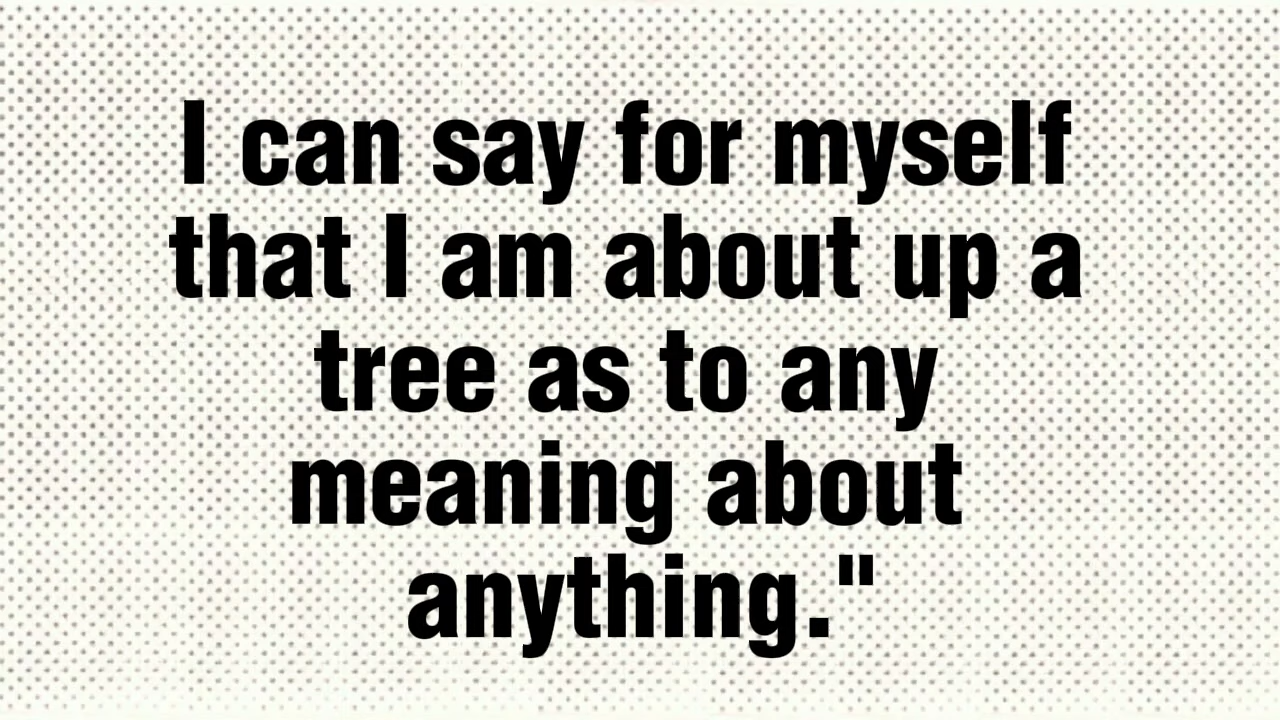 I can say for myself
that I am about up a
tree as to any
meaning about
anything."